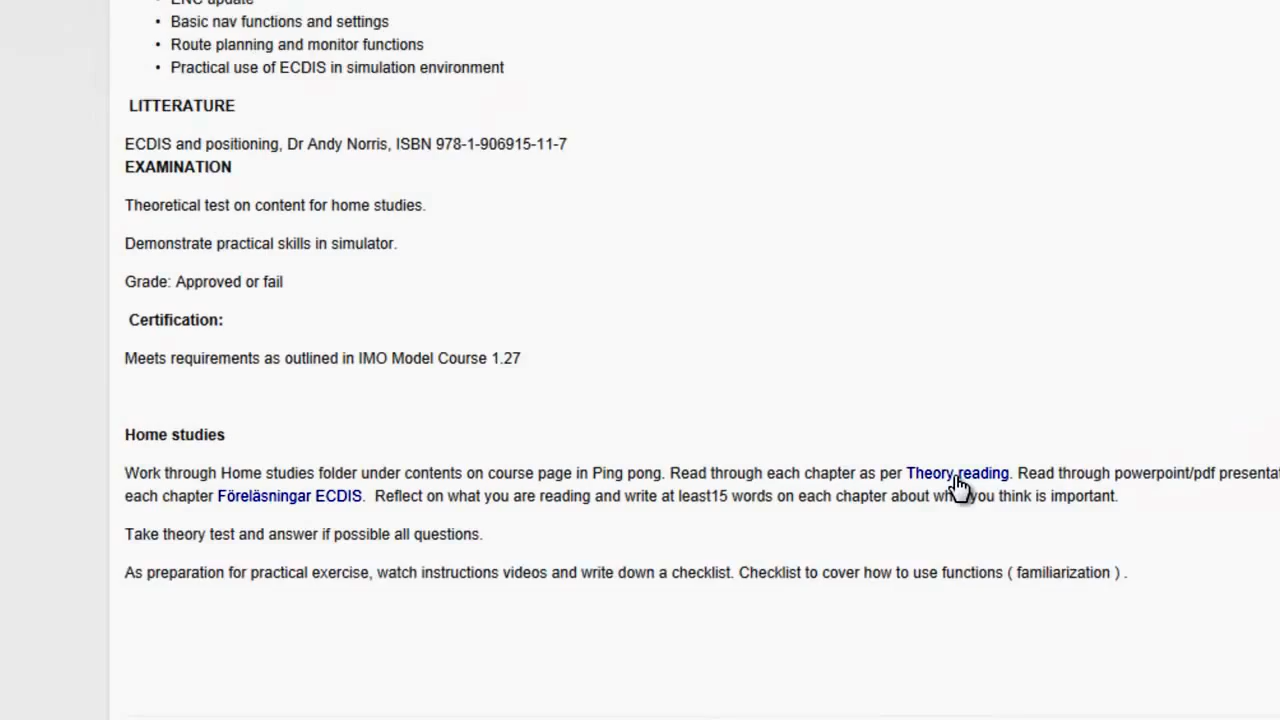 • Basic nav functions and settings
• Route planning and monitor functions
• Practical use of ECDIS in simulation environment
LITTERATURE
ECDIS and positioning, Dr Andy Norris, ISBN 978-1-906915-11-7
EXAMINATION
Theoretical test on content for home studies.
Demonstrate practical skills in simulator.
Grade: Approved or fail
Certification:
Meets requirements as outlined in IMO Model Course 1.27
Home studies
Work through Home studies folder under contents on course page in Ping pong. Read through each chapter as per Theory reading. Read through powerpoint/pdf presentat
each chapter Föreläsningar ECDIS. Reflect on what you are reading and write at least15 words on each chapter about you think is important.
Take theory test and answer if possible all questions.
As preparation for practical exercise, watch instructions videos and write down a checklist. Checklist to cover how to use functions ( familiarization ) .